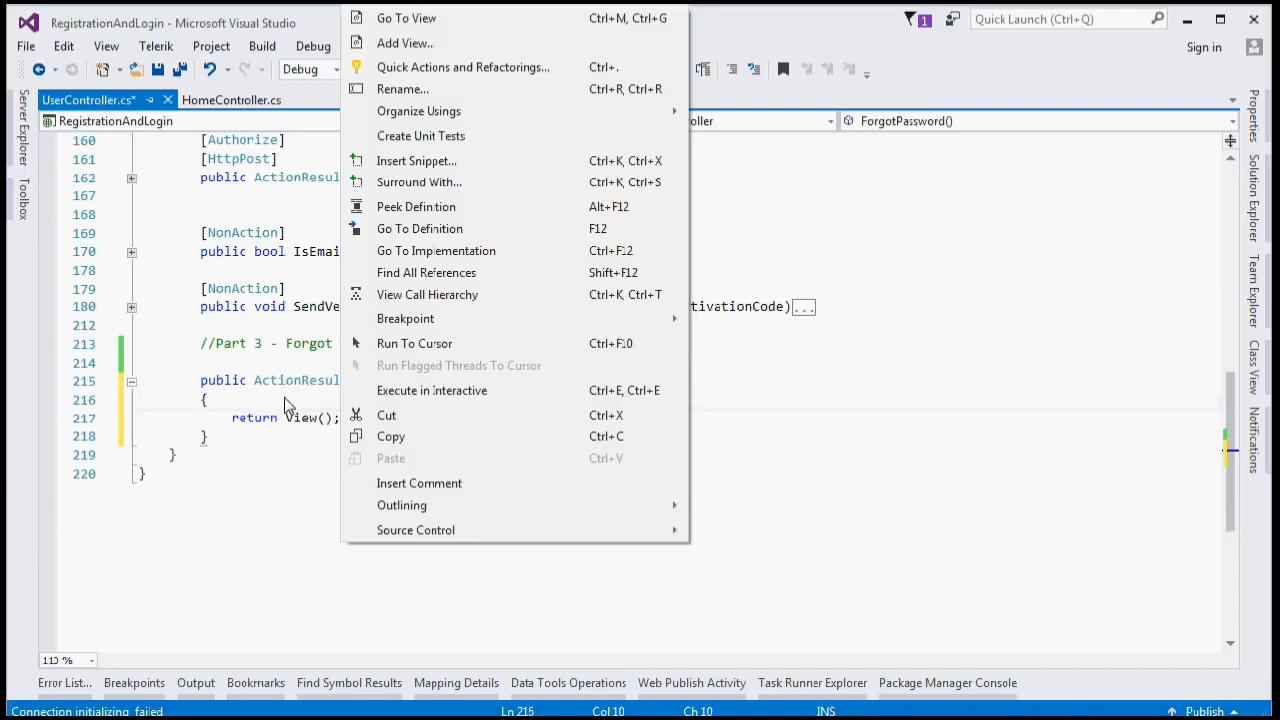 RegistrationAndLogin - Microsoft Visual Studio
1
Quick Launch (Ctrl+Q)
File Edit View Telerik Project Build Debug
Sign in
Debug
UserController.cs* HomeController.cs
RegistrationAndLogin ller ForgotPassword()
Server Explorer
Toolbox
Properties
Solution Explorer
Team Explorer
Class View
Notifications
160 [Authorize]
161 [HttpPost]
162 public ActionResul
167
168
169 [NonAction]
170 public bool IsEmai
178
179 [NonAction]
180 public void SendVe tivationCode)...
212
213 //Part 3 - Forgot
214
215 public ActionResul
216 {
217 return View();
218 }
219 }
220 }
Go To View Ctrl+M, Ctrl+G
Add View...
Quick Actions and Refactorings... Ctrl+.
Rename... Ctrl+R, Ctrl+R
Organize Usings
Create Unit Tests
Insert Snippet... Ctrl+K, Ctrl+X
Surround With... Ctrl+K, Ctrl+S
Peek Definition Alt+F12
Go To Definition F12
Go To Implementation Ctrl+F12
Find All References Shift+F12
View Call Hierarchy Ctrl+K, Ctrl+T
Breakpoint
Run To Cursor Ctrl+F10
Run Flagged Threads To Cursor
Execute in Interactive Ctrl+E, Ctrl+E
Cut Ctrl+X
Copy Ctrl+C
Paste Ctrl+V
Insert Comment
Outlining
Source Control
110 %
Error List... Breakpoints Output Bookmarks Find Symbol Results Mapping Details Data Tools Operations Web Publish Activity Task Runner Explorer Package Manager Console
Connection initializing failed Ln 216 Col 10 Ch 10 INS Publish